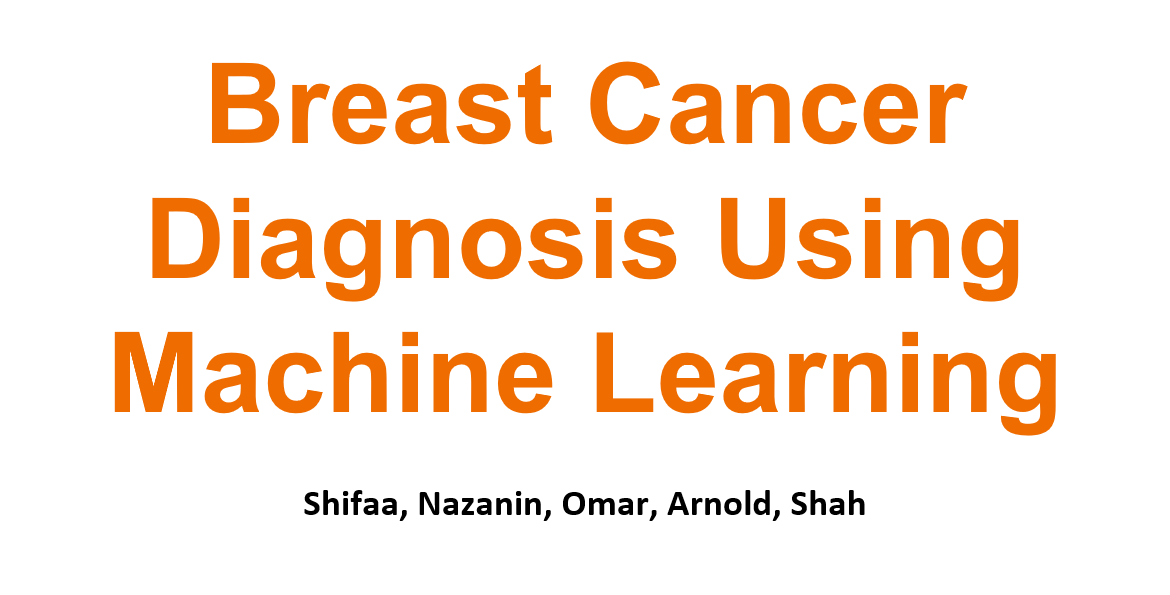 Breast Cancer
Diagnosis Using
Machine Learning
Shifaa, Nazanin, Omar, Arnold, Shah